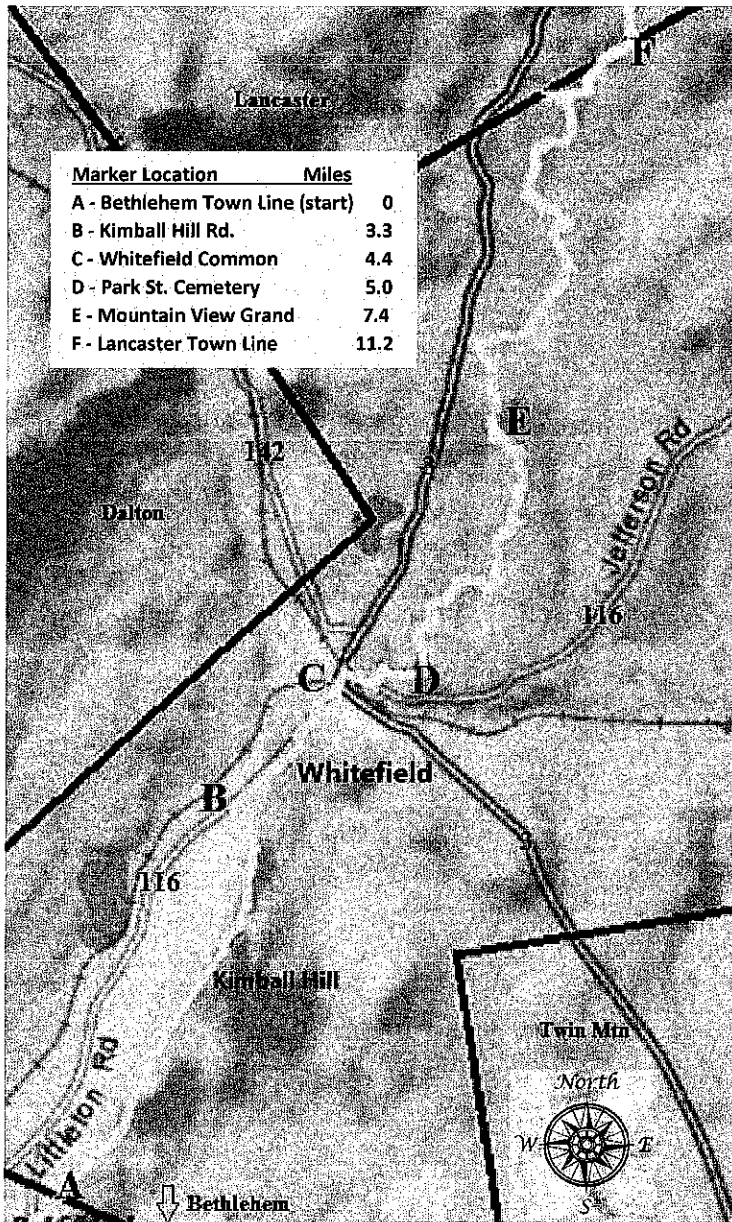 F
Lancaster
Marker Location Miles
A - Bethlehem Town Line (start) 0
B - Kimball Hill Rd. 3.3
C - Whitefield Common 4.4
D - Park St. Cemetery 5.0
E - Mountain View Grand 7.4
F - Lancaster Town Line 11.2
E
142
3
Jefferson Rd
Dalton
116
C
D
Whitefield
B
3
116
Kimball Hill
Twin Mtn
Littleton Rd
North
W
E
S
A
Bethlehem